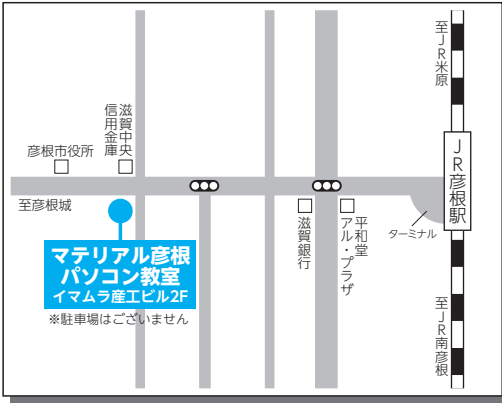 至JR米原
滋賀中央
信用金庫
彦根市役所
JR彦根駅
至彦根城
ターミナル
平和堂
アル・プラザ
滋賀銀行
マテリアル彦根
パソコン教室
イマムラ産工ビル2F
※駐車場はございません
至JR南彦根